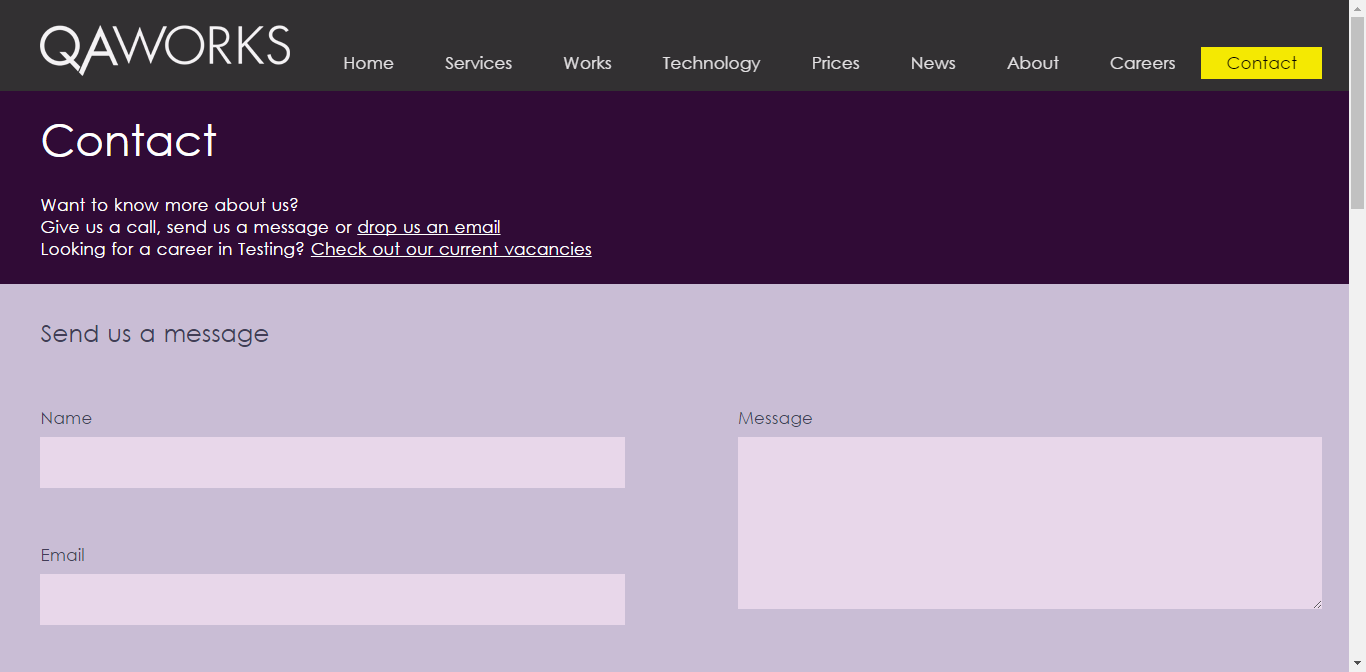 QAWORKS
Home Services Works Technology Prices News About Careers Contact
Contact
Want to know more about us?
Give us a call, send us a message or drop us an email
Looking for a career in Testing? Check out our current vacancies
Send us a message
Name
Message
Email